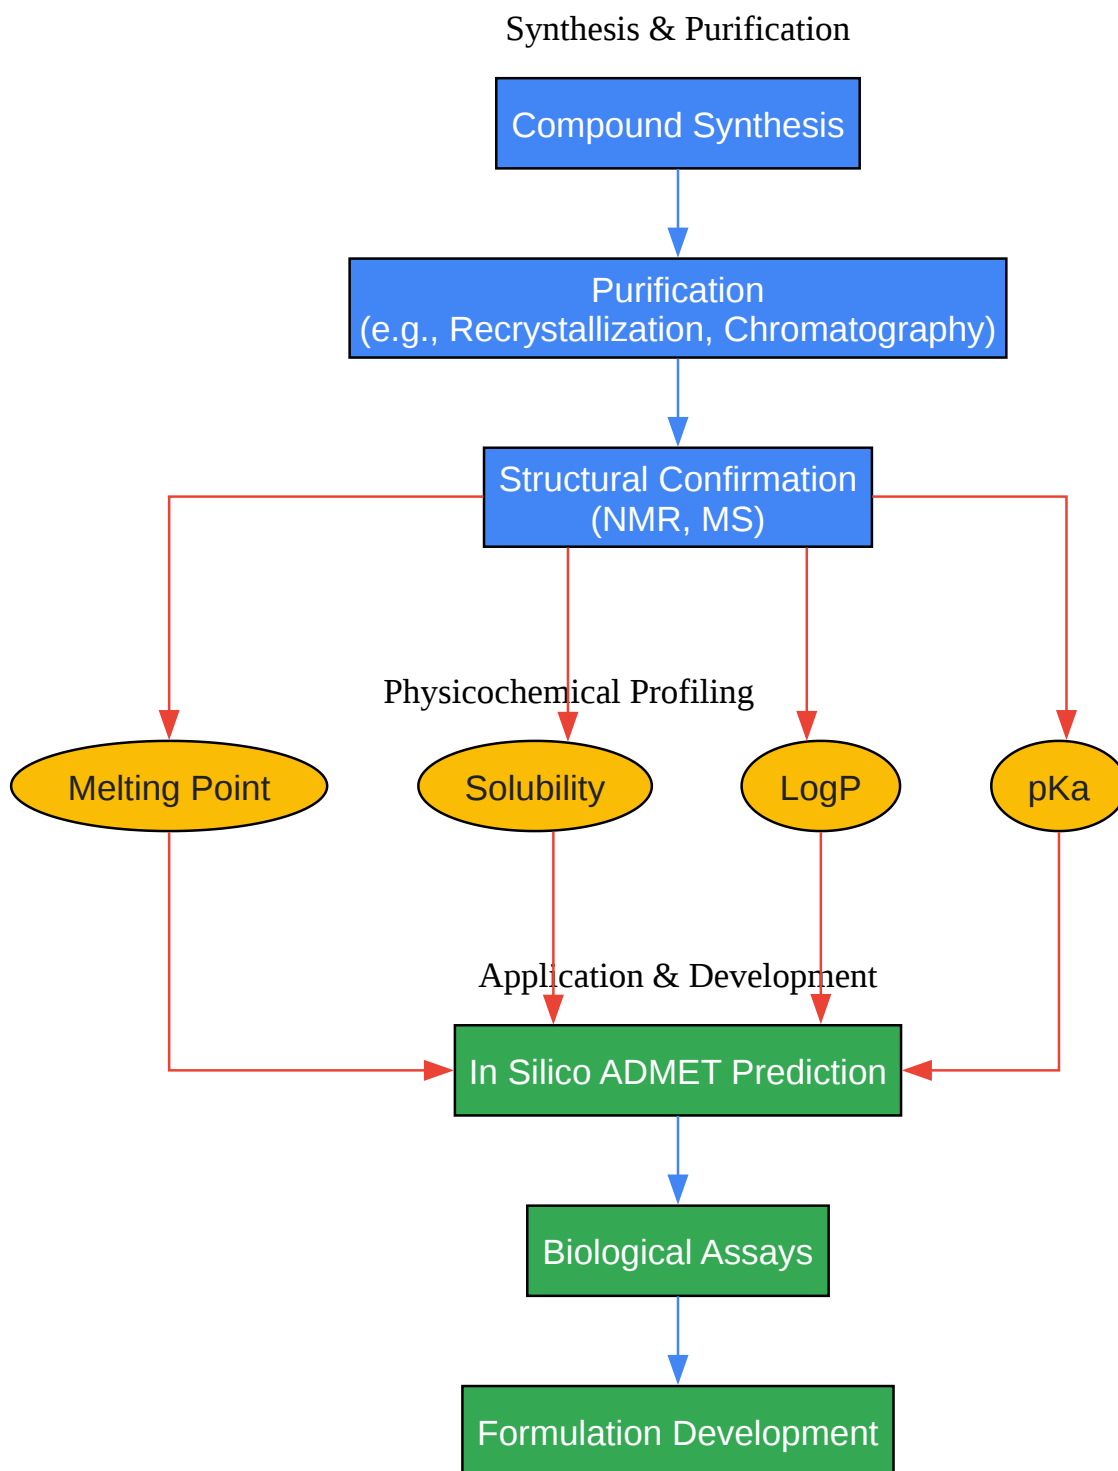 Synthesis & Purification
Compound Synthesis
Purification
(e.g., Recrystallization, Chromatography)
Structural Confirmation
(NMR, MS)
Physicochemical Profiling
Melting Point
Solubility
LogP
pKa
Application & Development
In Silico ADMET Prediction
Biological Assays
Formulation Development